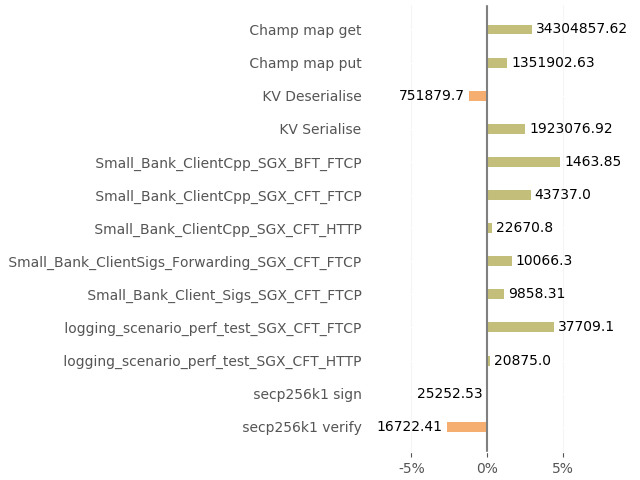 Champ map get 34304857.62
Champ map put 1351902.63
KV Deserialise 751879.7
KV Serialise 1923076.92
Small_Bank_ClientCpp_SGX_BFT_FTCP 1463.85
Small_Bank_ClientCpp_SGX_CFT_FTCP 43737.0
Small_Bank_ClientCpp_SGX_CFT_HTTP 22670.8
Small_Bank_ClientSigs_Forwarding_SGX_CFT_FTCP 10066.3
Small_Bank_Client_Sigs_SGX_CFT_FTCP 9858.31
logging_scenario_perf_test_SGX_CFT_FTCP 37709.1
logging_scenario_perf_test_SGX_CFT_HTTP 20875.0
secp256k1 sign 25252.53
secp256k1 verify 16722.41
-5% 0% 5%